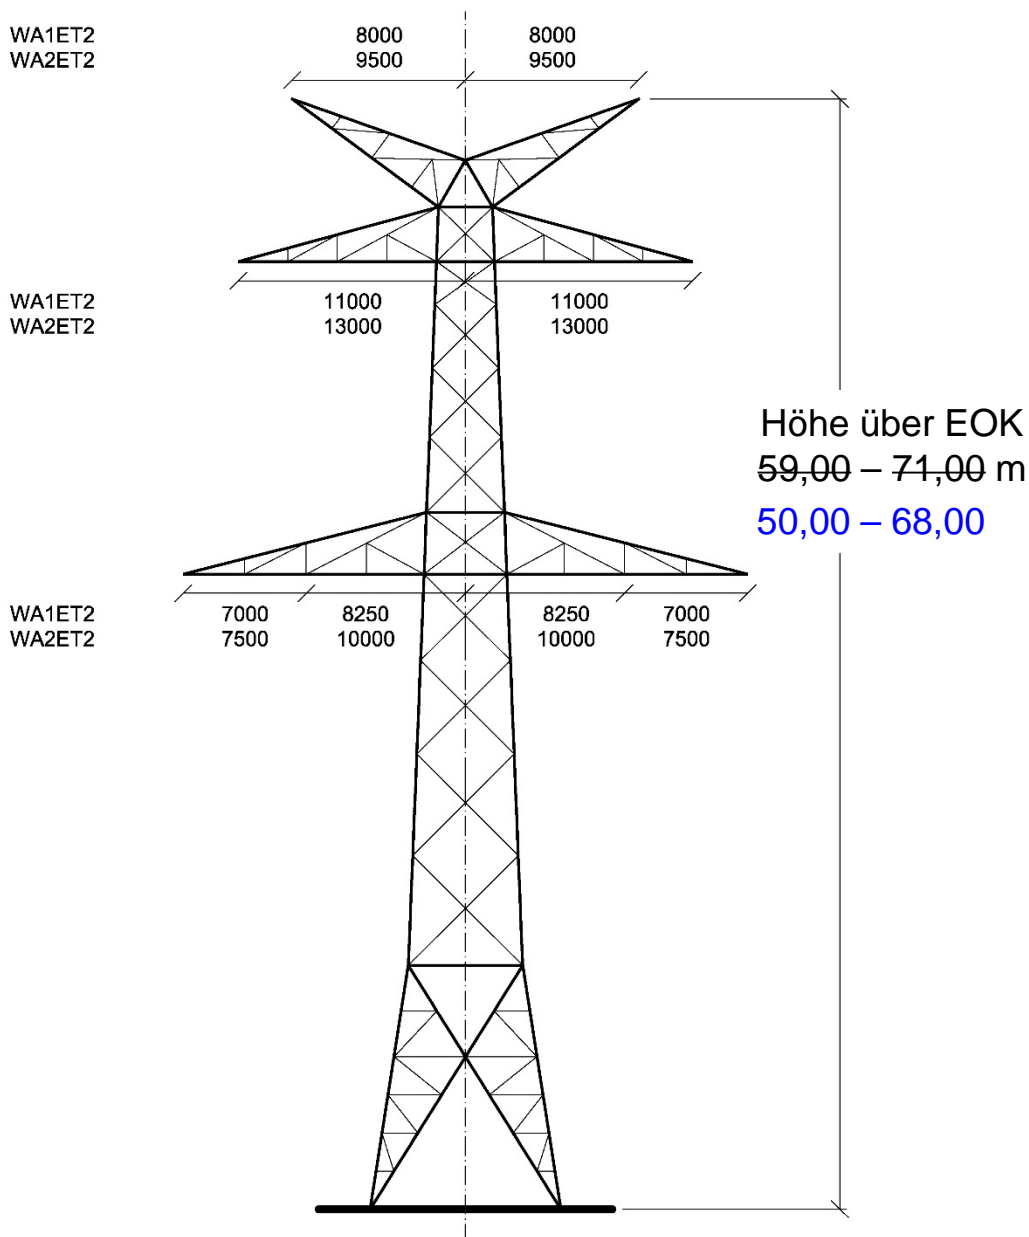 WA1ET2 8000 8000
WA2ET2 9500 9500
WA1ET2 11000 11000
WA2ET2 13000 13000
Höhe über EOK
59,00 – 71,00 m
50,00 – 68,00
WA1ET2 7000 8250 8250 7000
WA2ET2 7500 10000 10000 7500